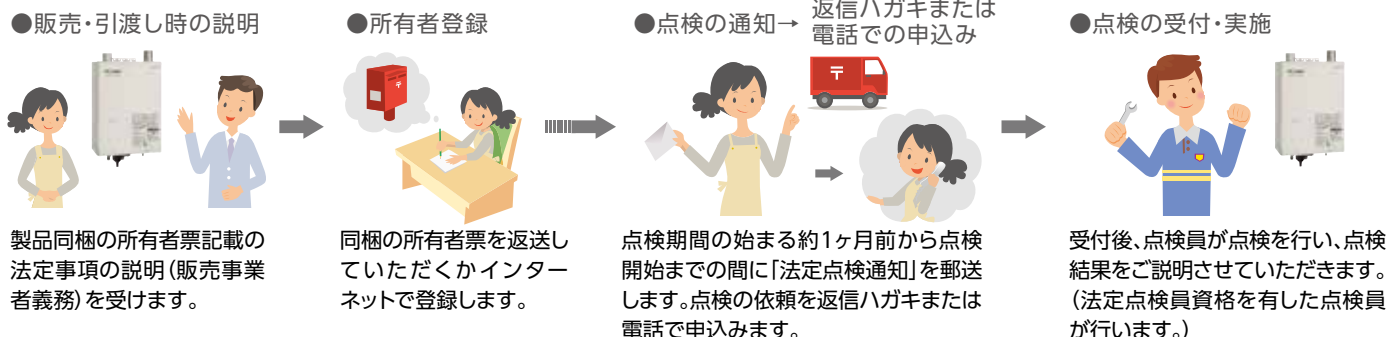 ●販売・引渡し時の説明
製品同梱の所有者票記載の
法定事項の説明(販売事業
者義務)を受けます。
●所有者登録
〒
同梱の所有者票を返送し
ていただくかインター
ネットで登録します。
●点検の通知→
返信ハガキまたは
電話での申込み
〒
点検期間の始まる約1ヶ月前から点検
開始までの間に「法定点検通知」を郵送
します。点検の依頼を返信ハガキまたは
電話で申込みます。
●点検の受付・実施
受付後、点検員が点検を行い、点検
結果をご説明させていただきます。
(法定点検員資格を有した点検員
が行います。)